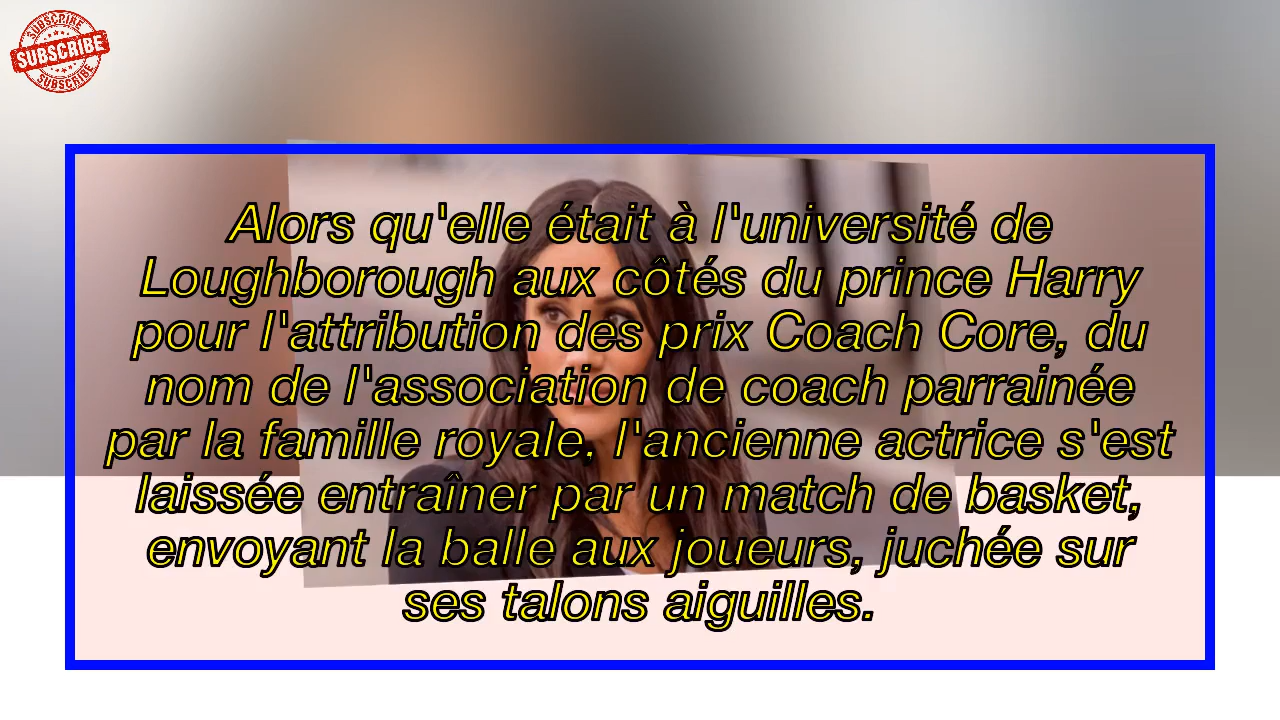 SUBSCRIBE
SUBSCRIBE
SUBSCRIBE
Alors qu'elle était à l'université de
Loughborough aux côtés du prince Harry
pour l'attribution des prix Coach Core, du
nom de l'association de coach parrainée
par la famille royale, l'ancienne actrice s'est
laissée entraîner par un match de basket,
envoyant la balle aux joueurs, juchée sur
ses talons aiguilles.